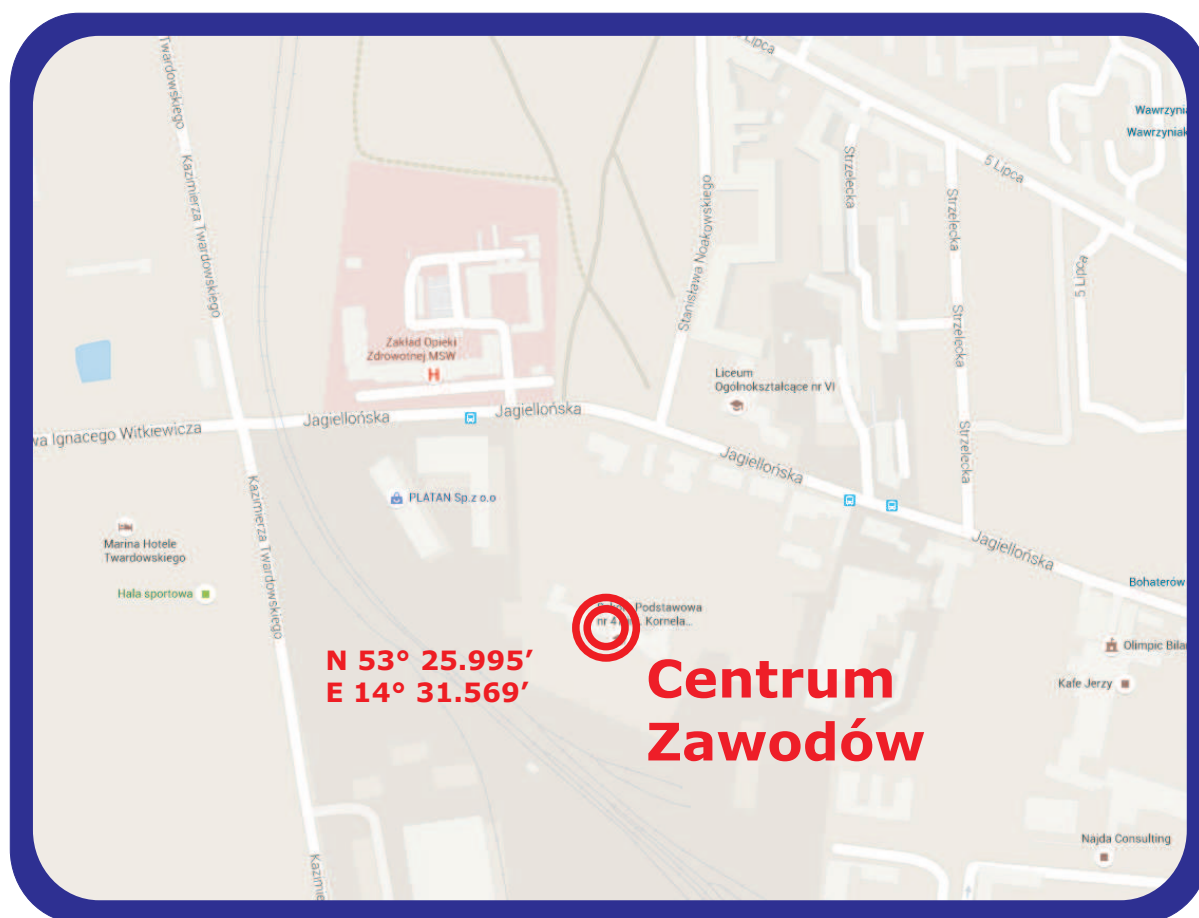 Twardowskiego
5 Lipca
Wawrzynia
Wawrzyniak
Kazimierza Twardowskiego
Strzelecka
5 Lipca
Stanisława Noakowskiego
Strzelecka
5 Lipca
Strzelecka
Zakład Opieki
Zdrowotnej MSW
H
Liceum
Ogólnokształcące nr VI
Jagiellońska
Jagiellońska
wa Ignacego Witkiewicza
Strzelecka
Jagiellońska
PLATAN Sp.z o.o
Kazimierza Twardowskiego
Marina Hotele
Twardowskiego
Jagiellońska
Hala sportowa
Bohaterów
Podstawowa
Kornela...
Olimpic Bilar
Kafe Jerzy
N 53° 25.995’
E 14° 31.569’
Centrum
Zawodów
Najda Consulting
Kazimie